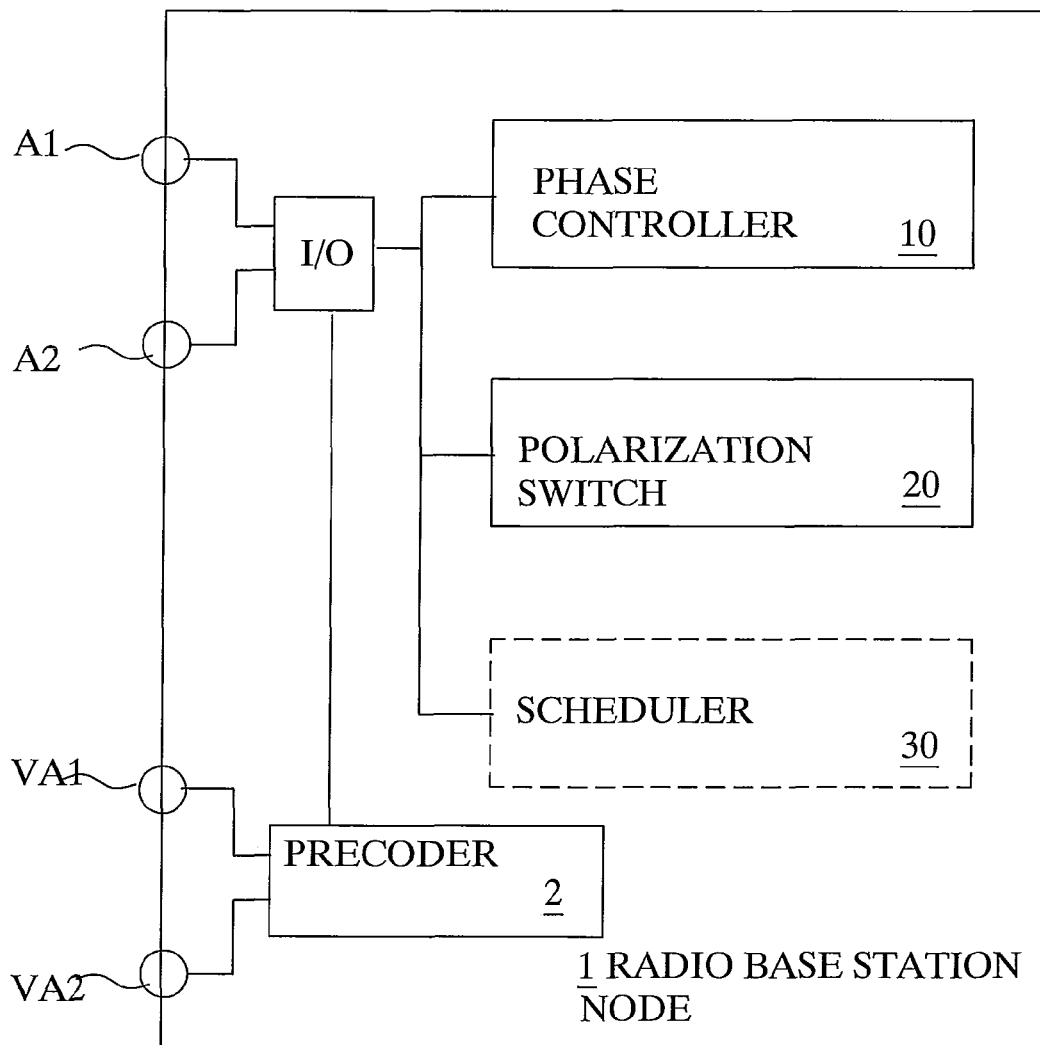 A1
A2
I/O
PHASE
CONTROLLER 10
POLARIZATION
SWITCH 20
SCHEDULER
30
VA1
VA2
PRECODER
2
1 RADIO BASE STATION
NODE